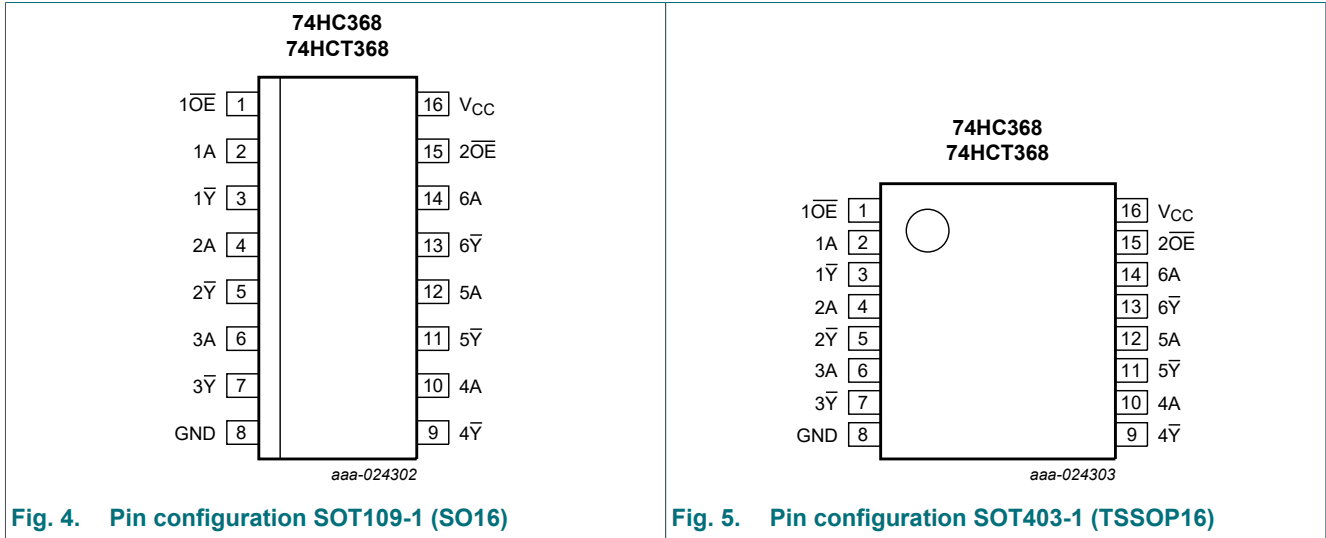 74HC368
74HCT368
1O̅E̅ 1
1A 2
1Y̅ 3
2A 4
2Y̅ 5
3A 6
3Y̅ 7
GND 8
16 VCC
15 2O̅E̅
14 6A
13 6Y̅
12 5A
11 5Y̅
10 4A
9 4Y̅
aaa-024302
Fig. 4. Pin configuration SOT109-1 (SO16)
74HC368
74HCT368
1O̅E̅ 1
1A 2
1Y̅ 3
2A 4
2Y̅ 5
3A 6
3Y̅ 7
GND 8
16 VCC
15 2O̅E̅
14 6A
13 6Y̅
12 5A
11 5Y̅
10 4A
9 4Y̅
aaa-024303
Fig. 5. Pin configuration SOT403-1 (TSSOP16)